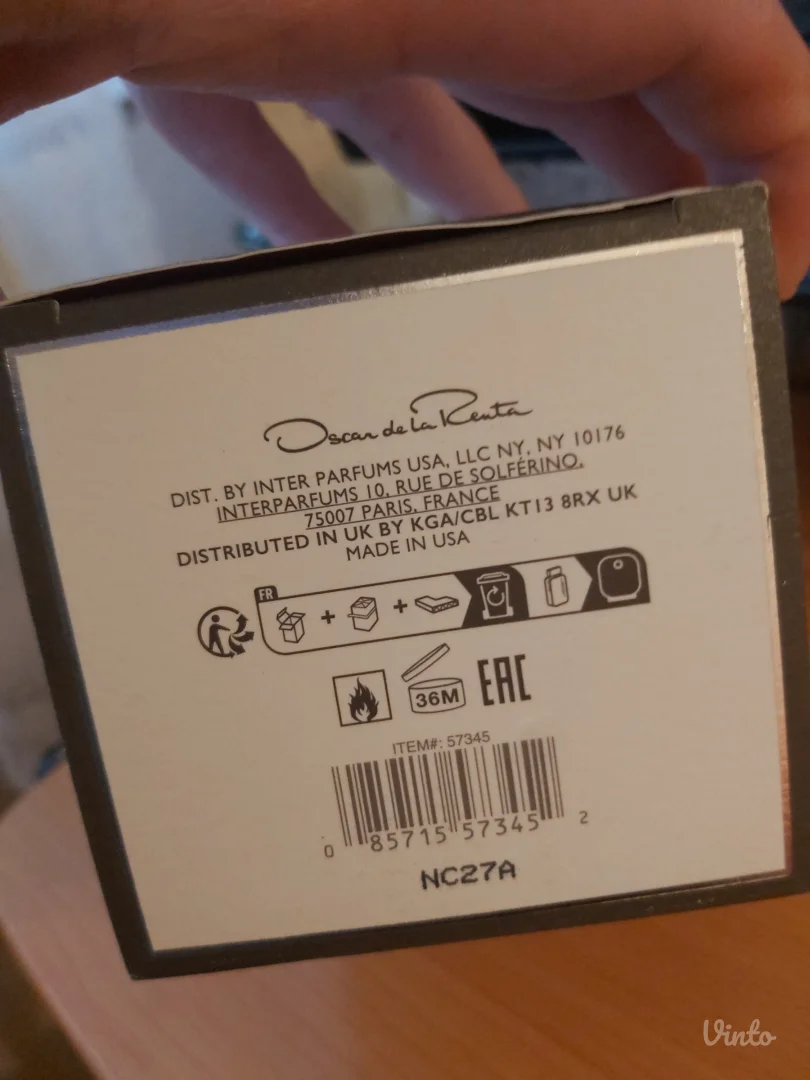 Oscar de la Renta
DIST. BY INTER PARFUMS USA, LLC NY, NY 10176
INTERPARFUMS 10, RUE DE SOLFÉRINO,
75007 PARIS, FRANCE
DISTRIBUTED IN UK BY KGA/CBL KT13 8RX UK
MADE IN USA
FR
+ +
36M EAC
ITEM#: 57345
0 85715 57345 2
NC27A
Vinto